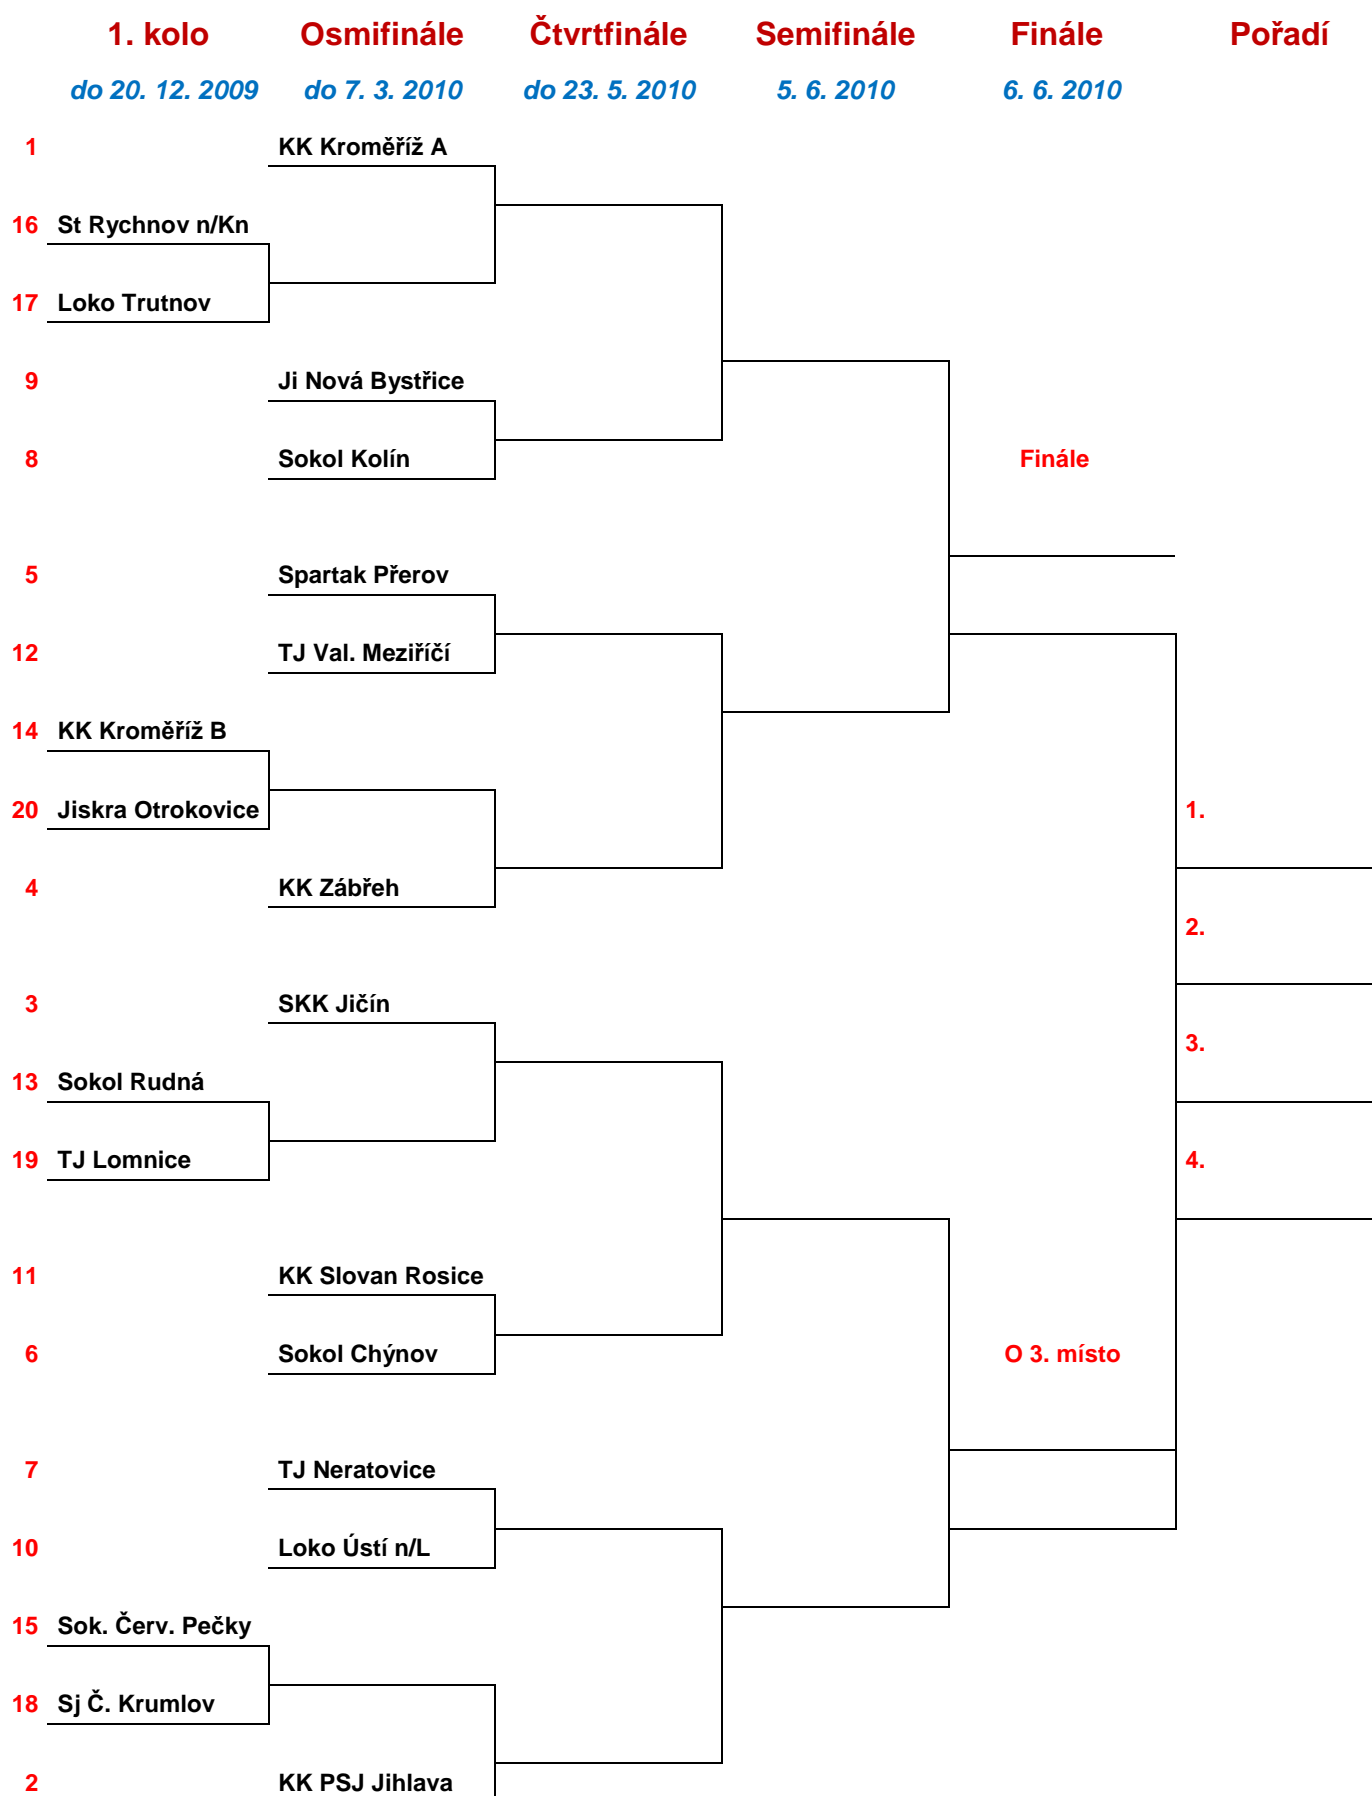 1. kolo Osmifinále Čtvrtfinále Semifinále Finále Pořadí
do 20. 12. 2009 do 7. 3. 2010 do 23. 5. 2010 5. 6. 2010 6. 6. 2010
1 KK Kroměříž A
16 St Rychnov n/Kn
17 Loko Trutnov
9 Ji Nová Bystřice
8 Sokol Kolín Finále
5 Spartak Přerov
12 TJ Val. Meziříčí
14 KK Kroměříž B
20 Jiskra Otrokovice 1.
4 KK Zábřeh
2.
3 SKK Jičín
3.
13 Sokol Rudná
19 TJ Lomnice 4.
11 KK Slovan Rosice
6 Sokol Chýnov O 3. místo
7 TJ Neratovice
10 Loko Ústí n/L
15 Sok. Červ. Pečky
18 Sj Č. Krumlov
2 KK PSJ Jihlava